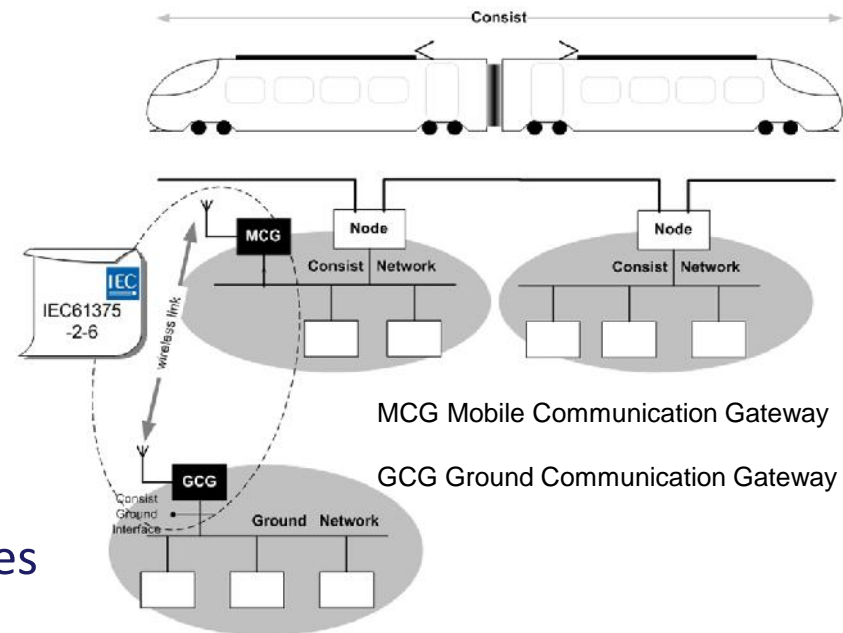 Consist
MCG
Node
Node
Consist Network
Consist Network
IEC
IEC61375
-2-6
wireless link
MCG Mobile Communication Gateway
GCG Ground Communication Gateway
GCG
Consist
Ground
Interface
Ground Network
es